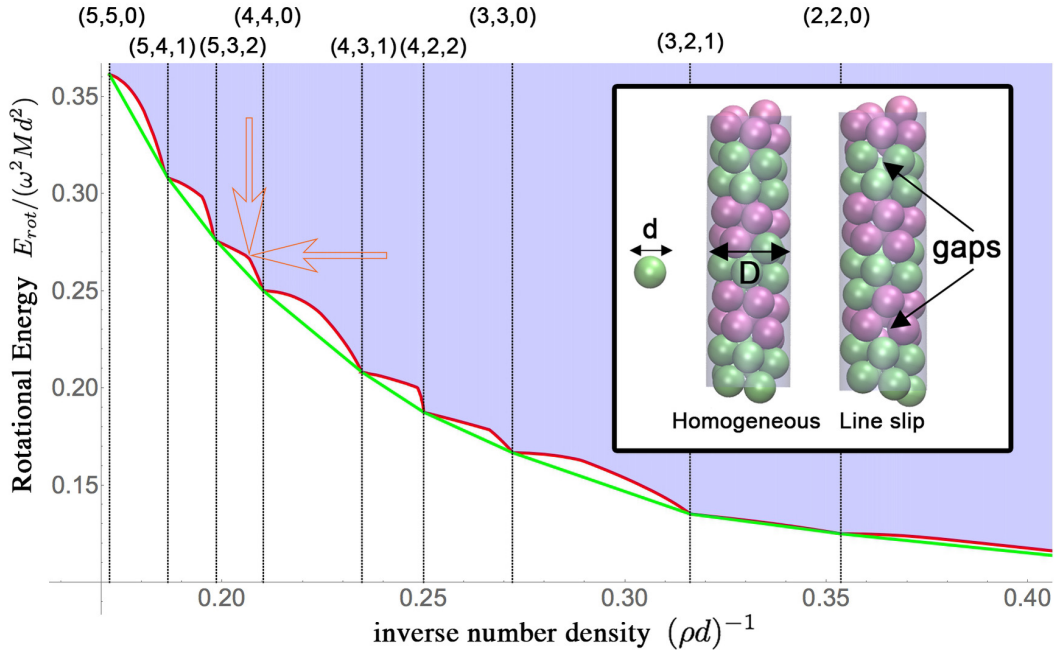 (5,5,0) (4,4,0) (3,3,0) (2,2,0)
(5,4,1) (5,3,2) (4,3,1) (4,2,2) (3,2,1)
Rotational Energy E_{rot}/(ω²Md²)
0.35
0.30
0.25
0.20
0.15
d
D
gaps
Homogeneous Line slip
0.20 0.25 0.30 0.35 0.40
inverse number density (ρd)⁻¹